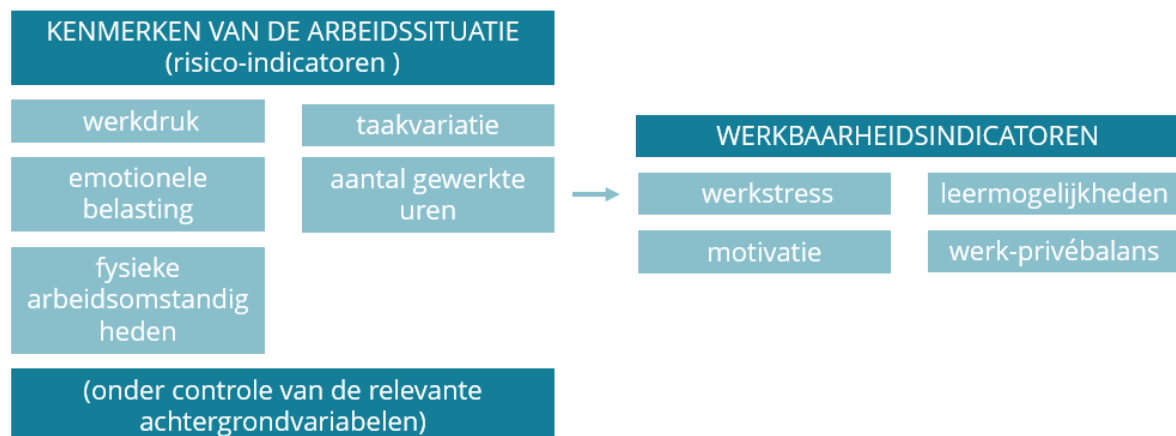 KENMERKEN VAN DE ARBEIDSSITUATIE
(risico-indicatoren )
werkdruk
taakvariatie
emotionele
belasting
aantal gewerkte
uren
fysieke
arbeidsomstandig
heden
(onder controle van de relevante
achtergrondvariabelen)
WERKBAARHEIDSINDICATOREN
werkstress
leermogelijkheden
motivatie
werk-privébalans